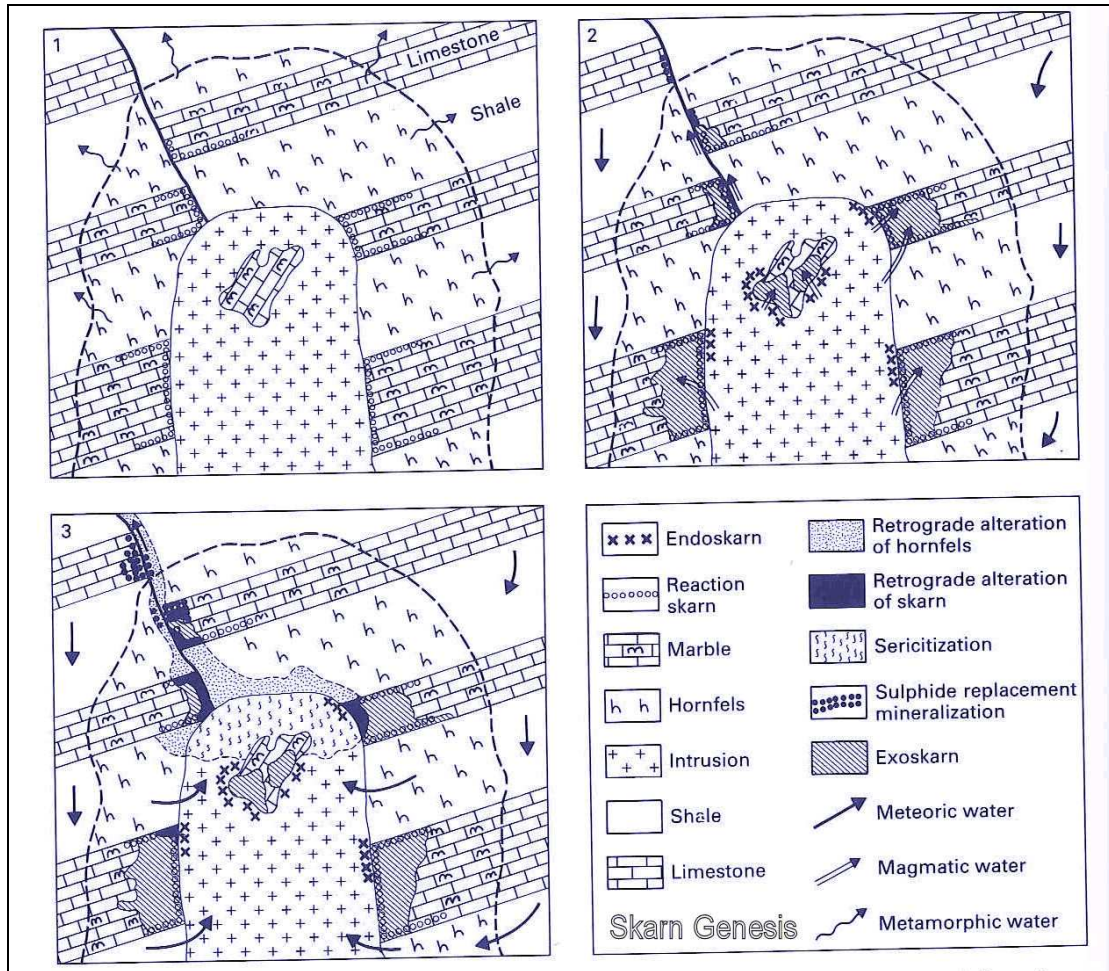 1
Limestone
Shale
2
3
Endoskarn
Reaction
skarn
Marble
Hornfels
Intrusion
Shale
Limestone
Skarn Genesis
Retrograde alteration
of hornfels
Retrograde alteration
of skarn
Sericitization
Sulphide replacement
mineralization
Exoskarn
Meteoric water
Magmatic water
Metamorphic water